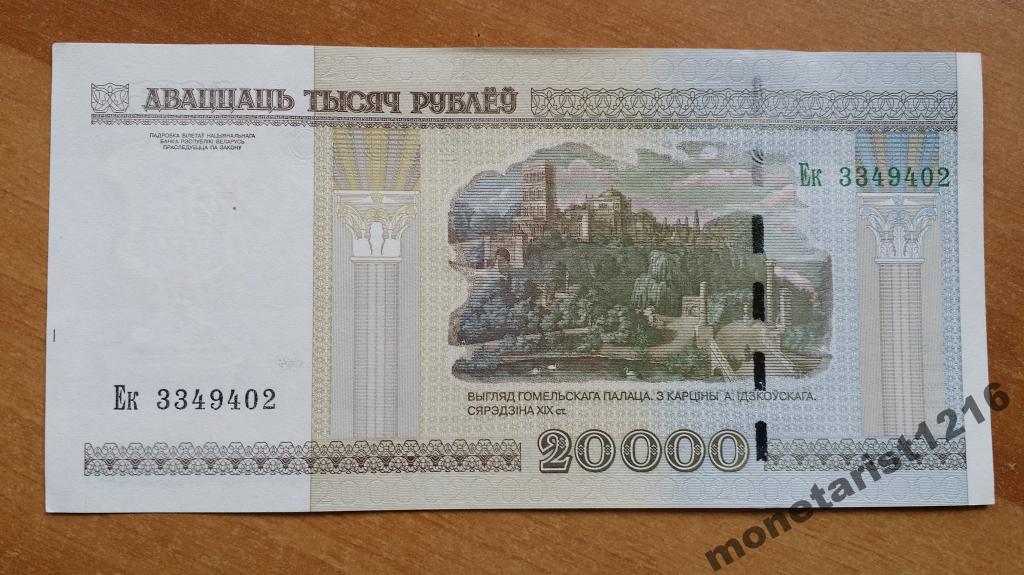 ДВАЦЦАЦЬ ТЫСЯЧ РУБЛЁЎ
ПАДРОБКА БІЛЕТАЎ НАЦЫЯНАЛЬНАГА
БАНКА РЭСПУБЛІКІ БЕЛАРУСЬ
ПРАСЛЕДУЕЦЦА ПА ЗАКОНУ
Ек 3349402
Ек 3349402
ВЫГЛЯД ГОМЕЛЬСКАГА ПАЛАЦА. З КАРЦІНЫ А. ІДЗКОЎСКАГА.
СЯРЭДЗІНА XIX ст.
20000
monetarist1216